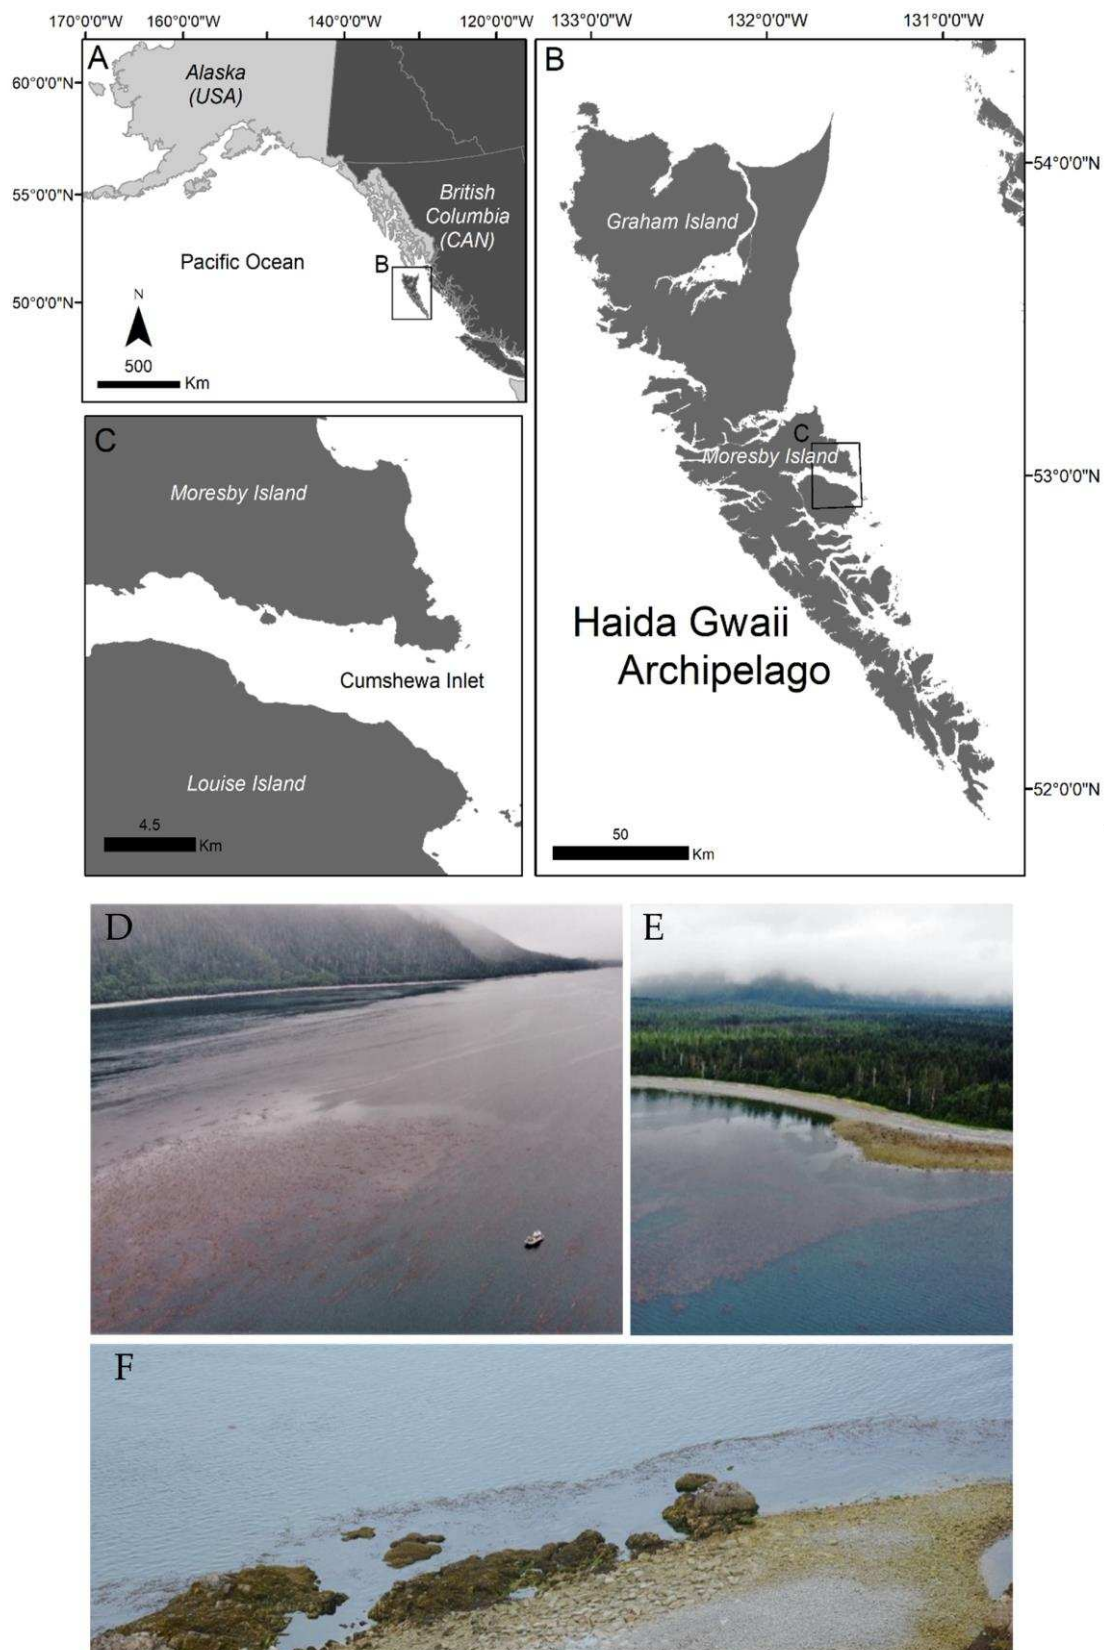 170°0'0"W
160°0'0"W
140°0'0"W
120°0'0"W
133°0'0"W
132°0'0"W
131°0'0"W
A
Alaska
(USA)
60°0'0"N
55°0'0"N
50°0'0"N
British
Columbia
(CAN)
Pacific Ocean
B
N
500
Km
B
Graham Island
54°0'0"N
C
Moresby Island
53°0'0"N
Haida Gwaii
Archipelago
52°0'0"N
50
Km
C
Moresby Island
Cumshewa Inlet
Louise Island
4.5
Km
D
E
F